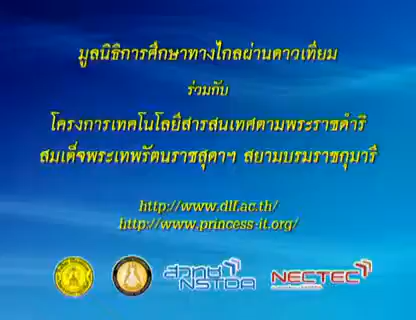 มูลนิธิการศึกษาทางไกลผ่านดาวเทียม
ร่วมกับ
โครงการเทคโนโลยีสารสนเทศตามพระราชดำริ
สมเด็จพระเทพรัตนราชสุดาฯ สยามบรมราชกุมารี
http://www.dlf.ac.th/
http://www.princess-it.org/
สวทช
NSTDA
NECTEC